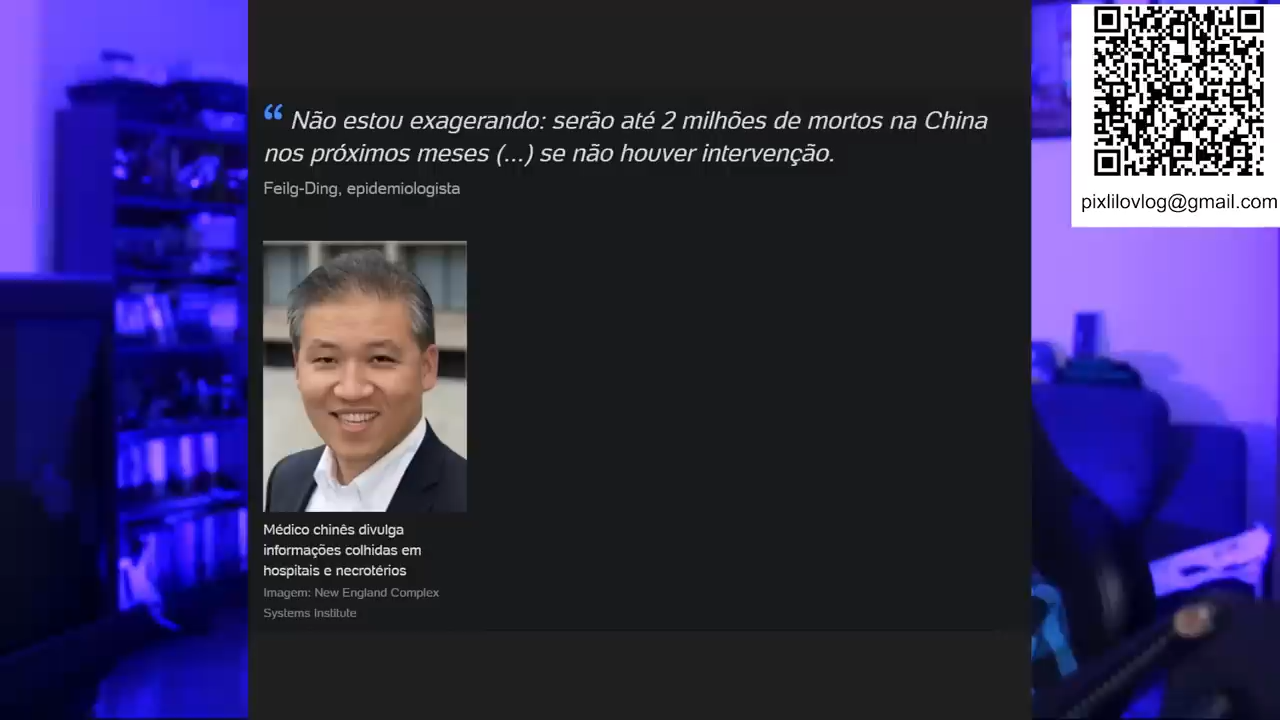 “ Não estou exagerando: serão até 2 milhões de mortos na China
nos próximos meses (...) se não houver intervenção.
Feilg-Ding, epidemiologista
Médico chinês divulga
informações colhidas em
hospitais e necrotérios
Imagem: New England Complex
Systems Institute
pixlilovlog@gmail.com